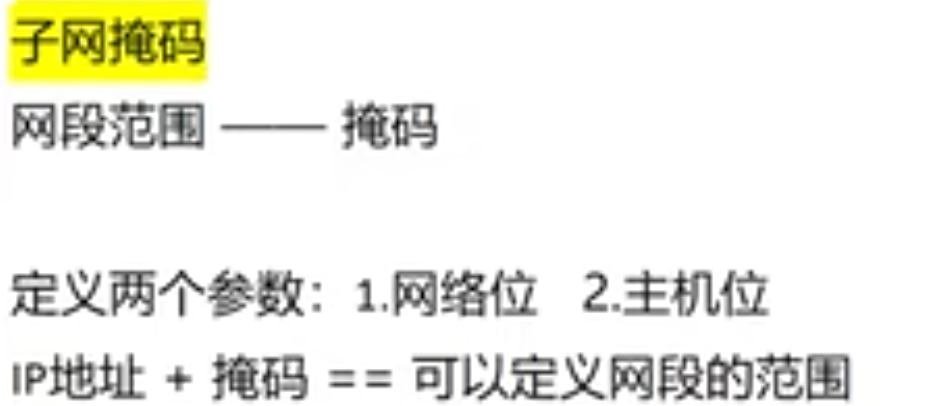 子网掩码
网段范围 —— 掩码
定义两个参数：1.网络位 2.主机位
IP地址 + 掩码 == 可以定义网段的范围